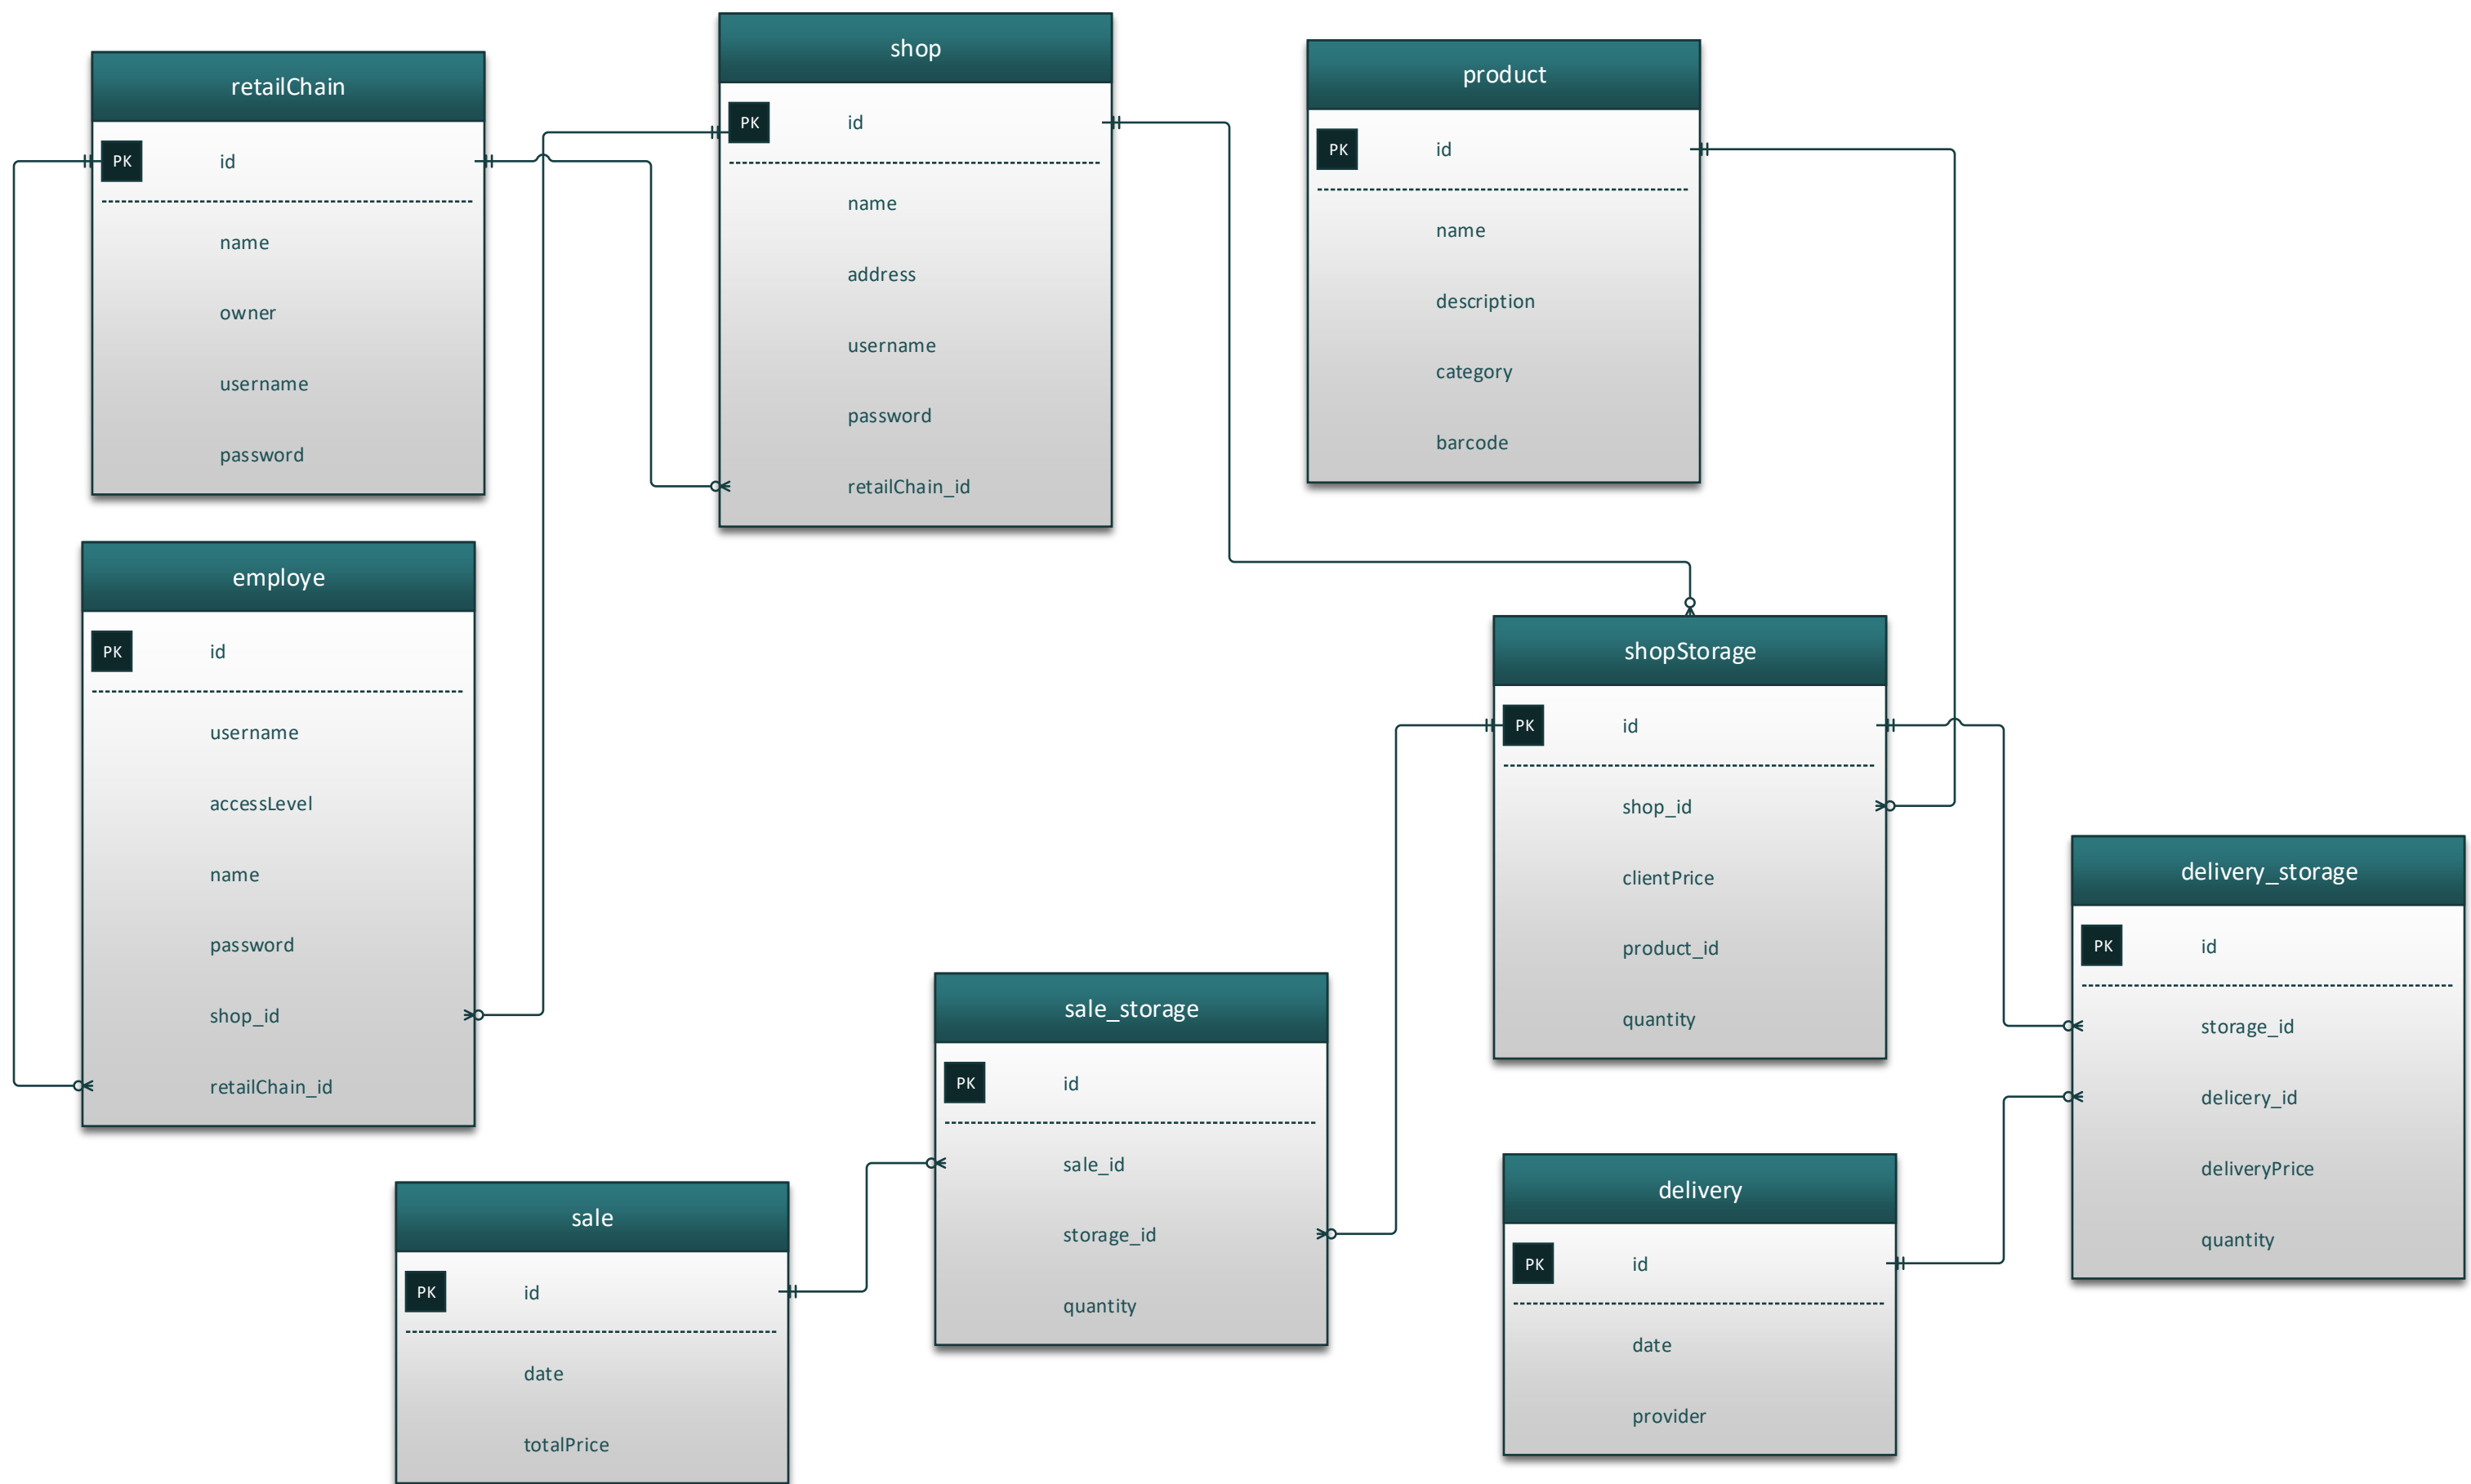 retailChain
PK id
name
owner
username
password
shop
PK id
name
address
username
password
retailChain_id
product
PK id
name
description
category
barcode
employe
PK id
username
accessLevel
name
password
shop_id
retailChain_id
shopStorage
PK id
shop_id
clientPrice
product_id
quantity
delivery_storage
PK id
storage_id
delicery_id
deliveryPrice
quantity
sale_storage
PK id
sale_id
storage_id
quantity
sale
PK id
date
totalPrice
delivery
PK id
date
provider